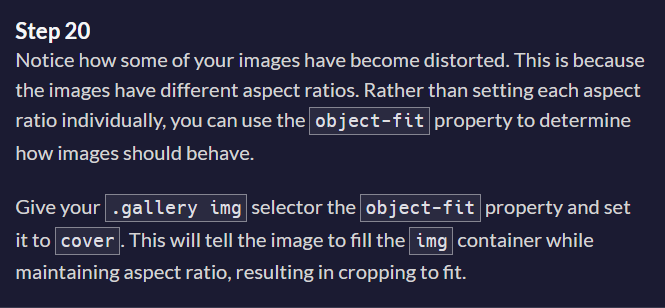 Step 20
Notice how some of your images have become distorted. This is because
the images have different aspect ratios. Rather than setting each aspect
ratio individually, you can use the object-fit property to determine
how images should behave.
Give your .gallery img selector the object-fit property and set
it to cover. This will tell the image to fill the img container while
maintaining aspect ratio, resulting in cropping to fit.